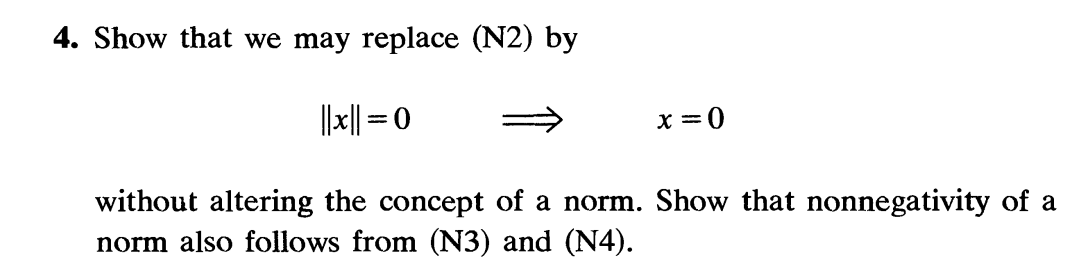 4. Show that we may replace (N2) by
||x|| = 0 ⟹ x = 0
without altering the concept of a norm. Show that nonnegativity of a
norm also follows from (N3) and (N4).